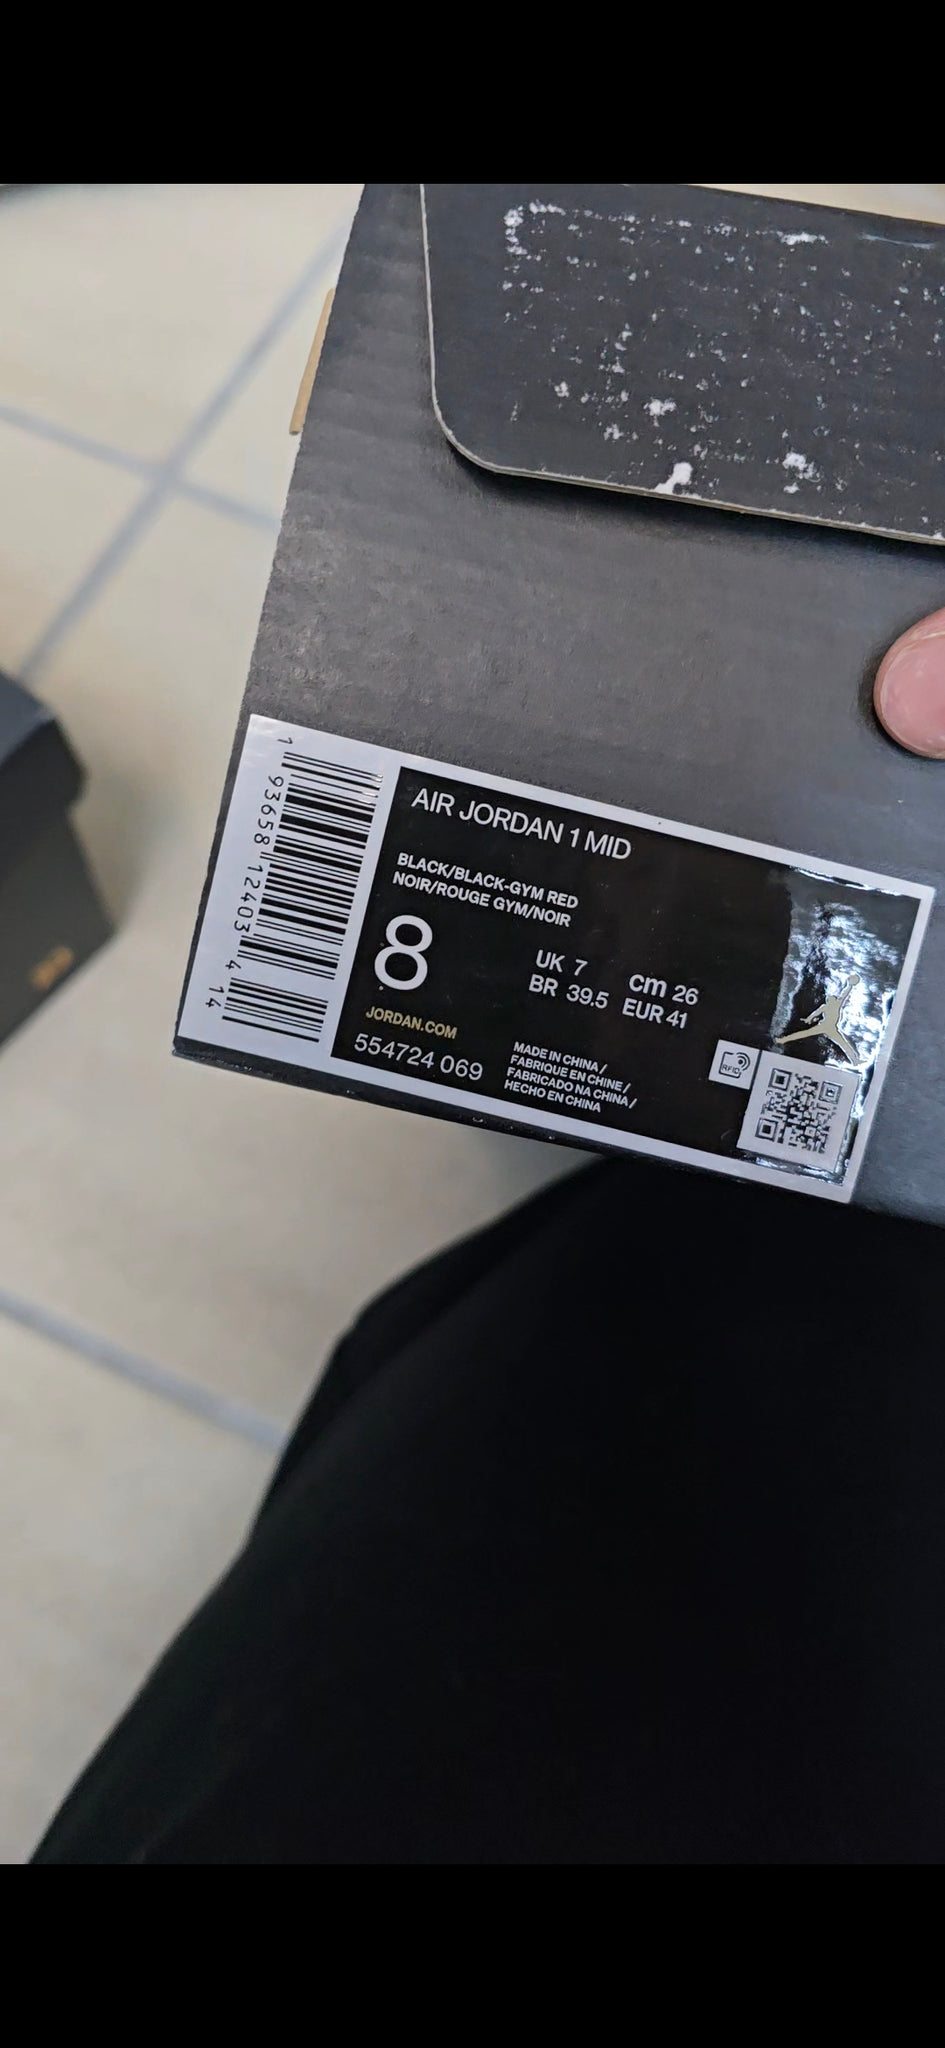 AIR JORDAN 1 MID
BLACK/BLACK-GYM RED
NOIR/ROUGE GYM/NOIR
8
UK 7
cm 26
BR 39.5
EUR 41
JORDAN.COM
554724 069
MADE IN CHINA /
FABRIQUE EN CHINE /
FABRICADO NA CHINA /
HECHO EN CHINA
RFID
1 93658 12403 4
14